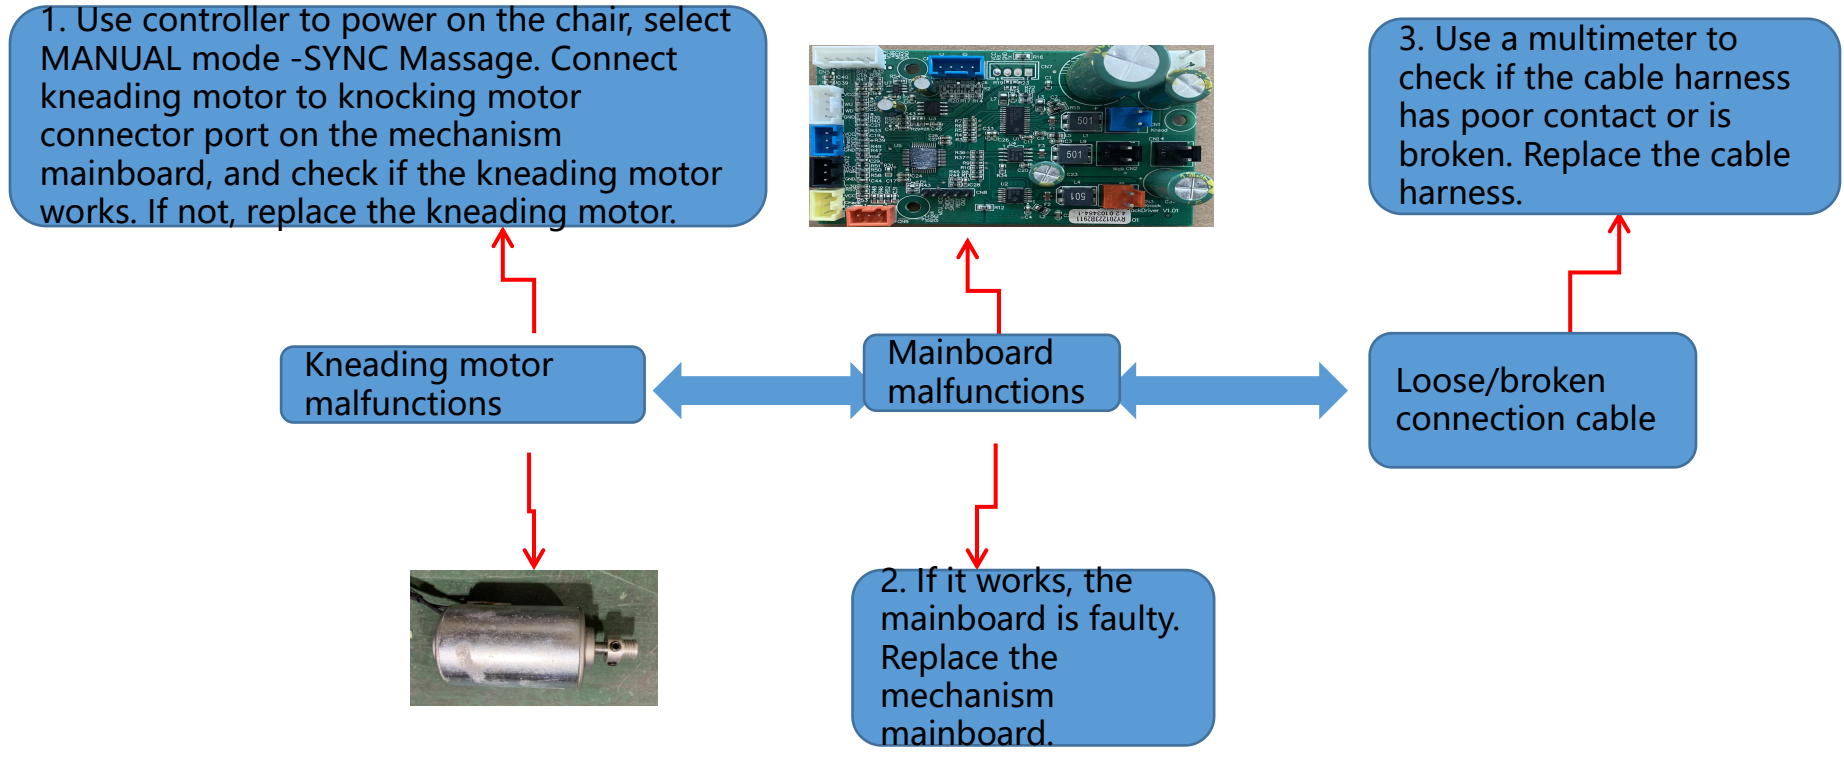 1. Use controller to power on the chair, select
MANUAL mode -SYNC Massage. Connect
kneading motor to knocking motor
connector port on the mechanism
mainboard, and check if the kneading motor
works. If not, replace the kneading motor.
3. Use a multimeter to
check if the cable harness
has poor contact or is
broken. Replace the cable
harness.
501
501
501
Kneading motor
malfunctions
Mainboard
malfunctions
Loose/broken
connection cable
2. If it works, the
mainboard is faulty.
Replace the
mechanism
mainboard.